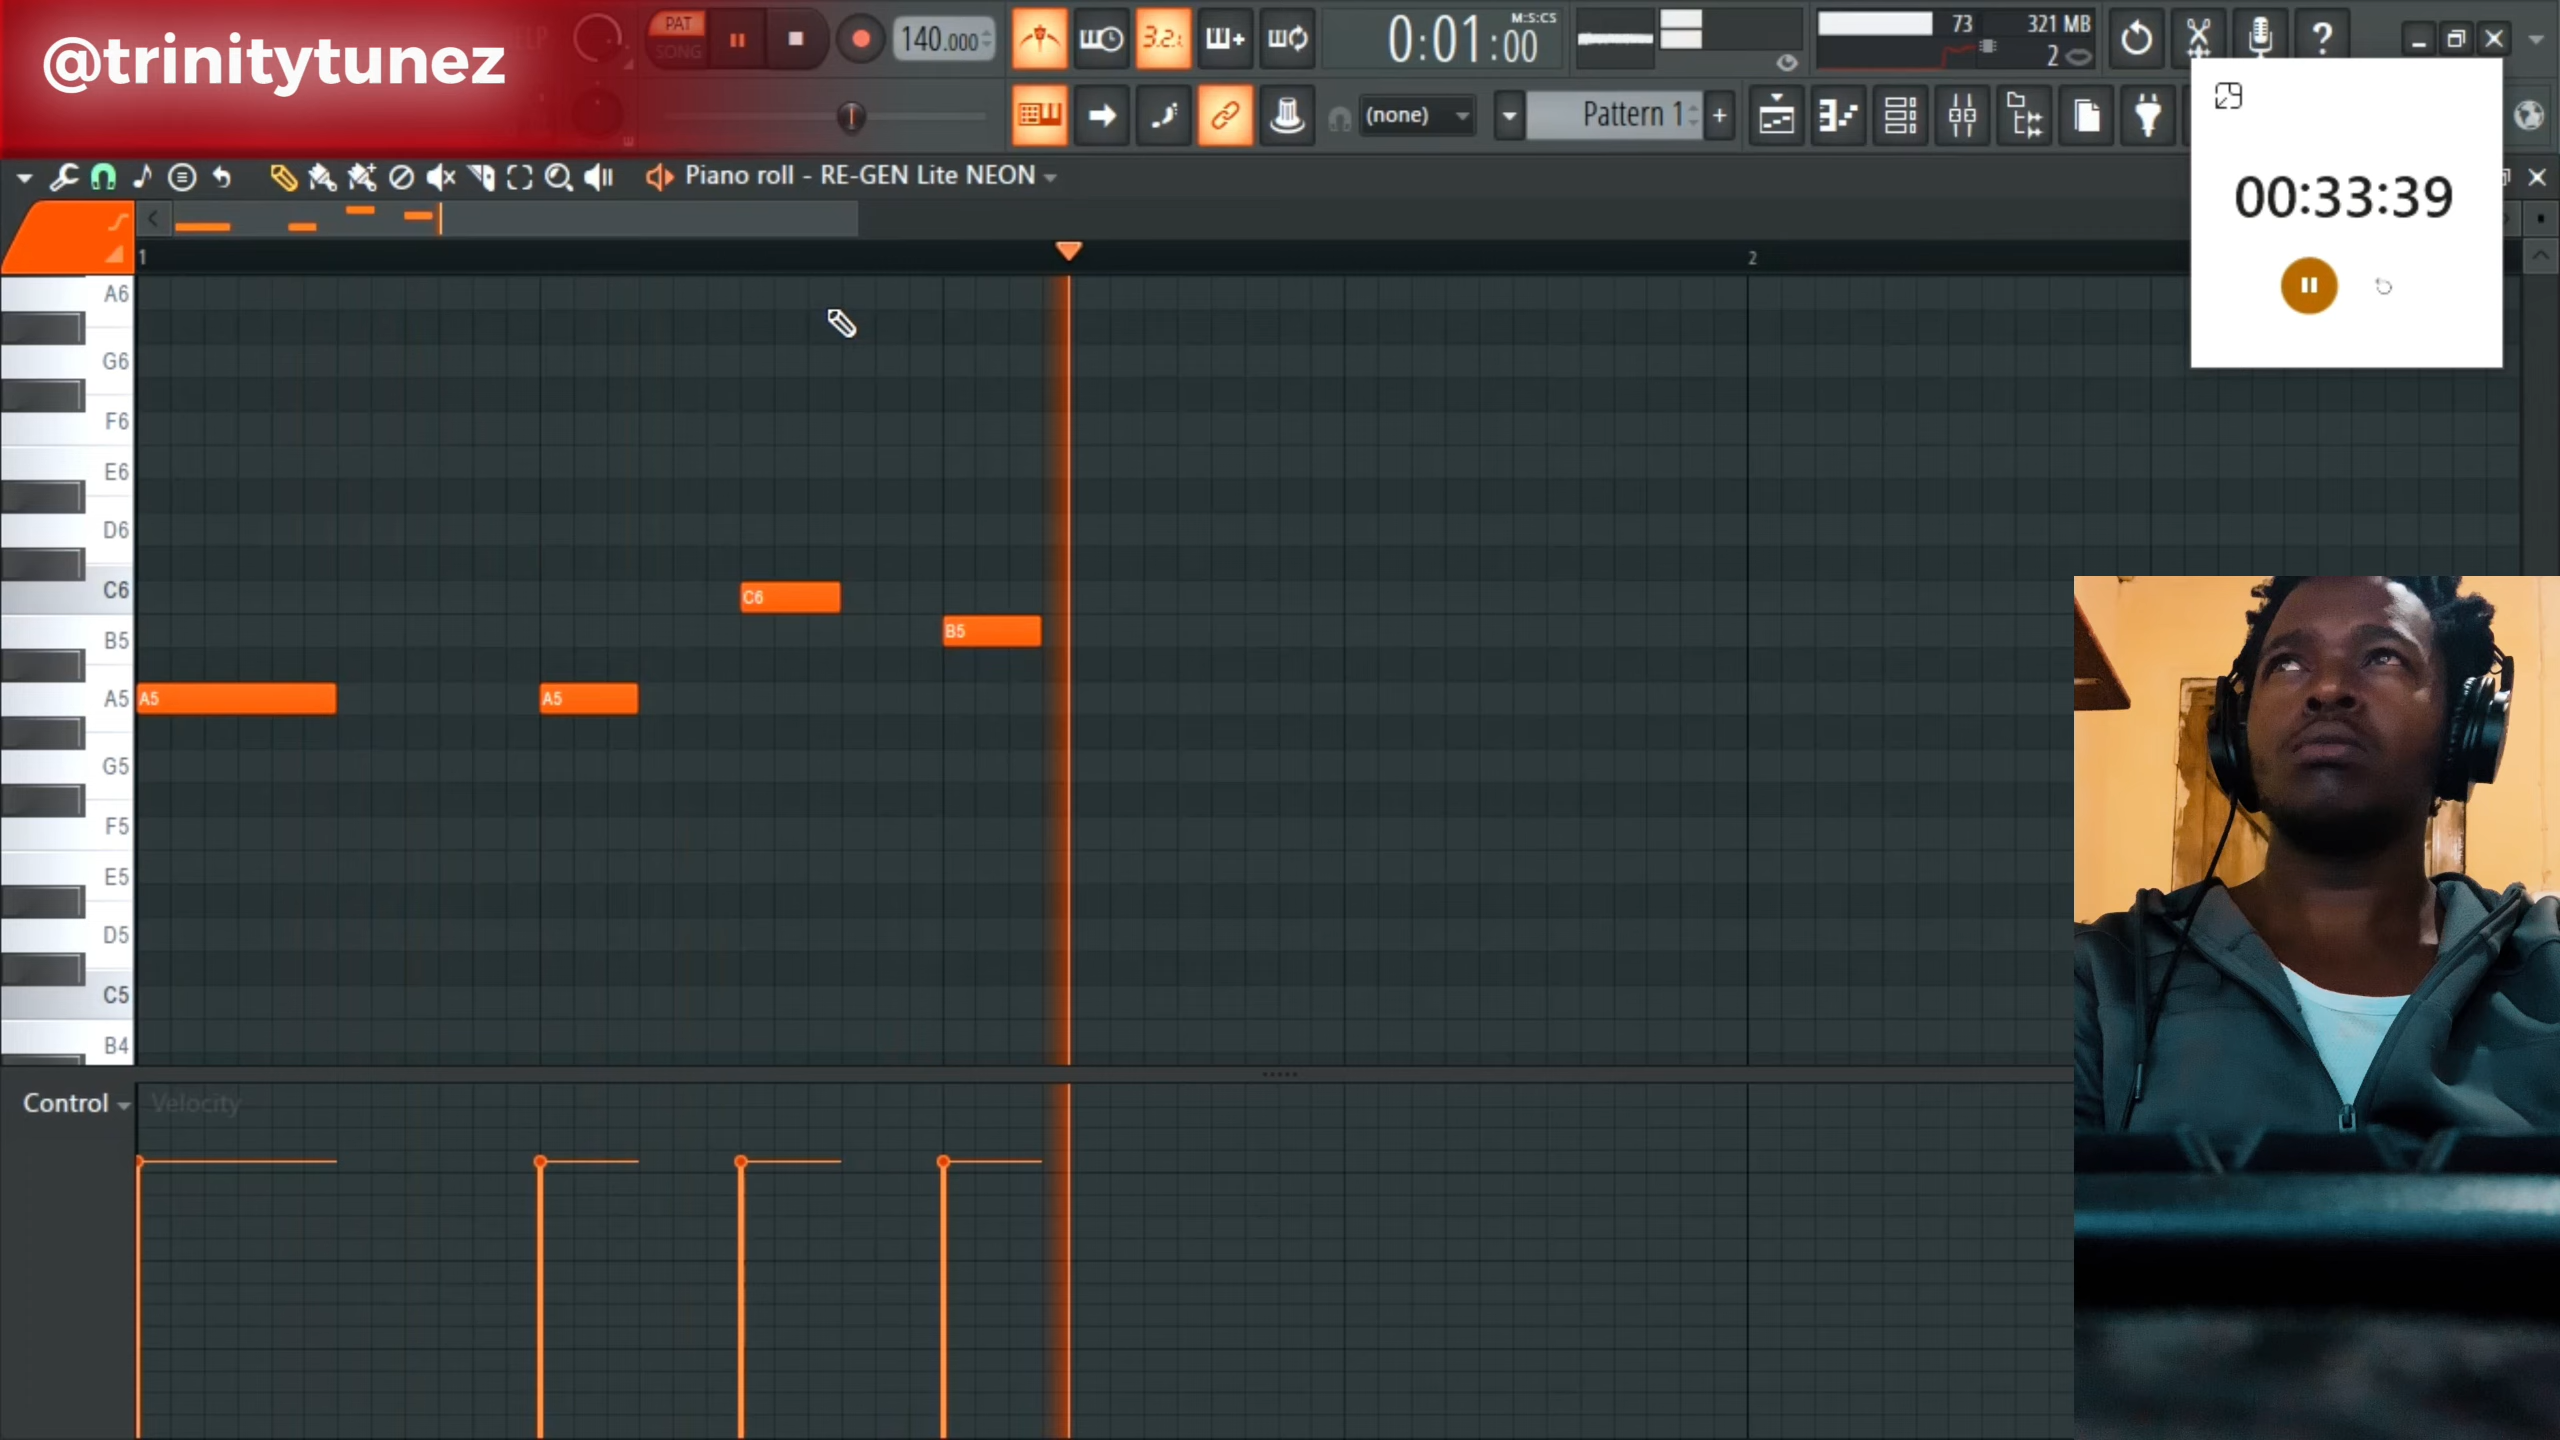 @trinitytunez
PAT
SONG
140.000
3.2.
0:01:00
M:S:CS
73
321 MB
2
?
(none)
Pattern 1
+
00:33:39
Piano roll - RE-GEN Lite NEON
1
2
A6
G6
F6
E6
D6
C6
C6
B5
B5
A5
A5
A5
G5
F5
E5
D5
C5
B4
Control
Velocity